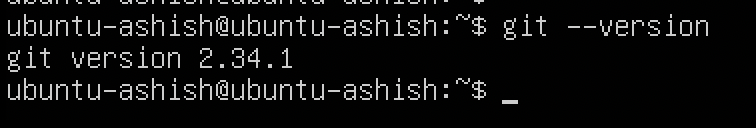 ubuntu-ashish@ubuntu-ashish:~$ git --version
git version 2.34.1
ubuntu-ashish@ubuntu-ashish:~$ _